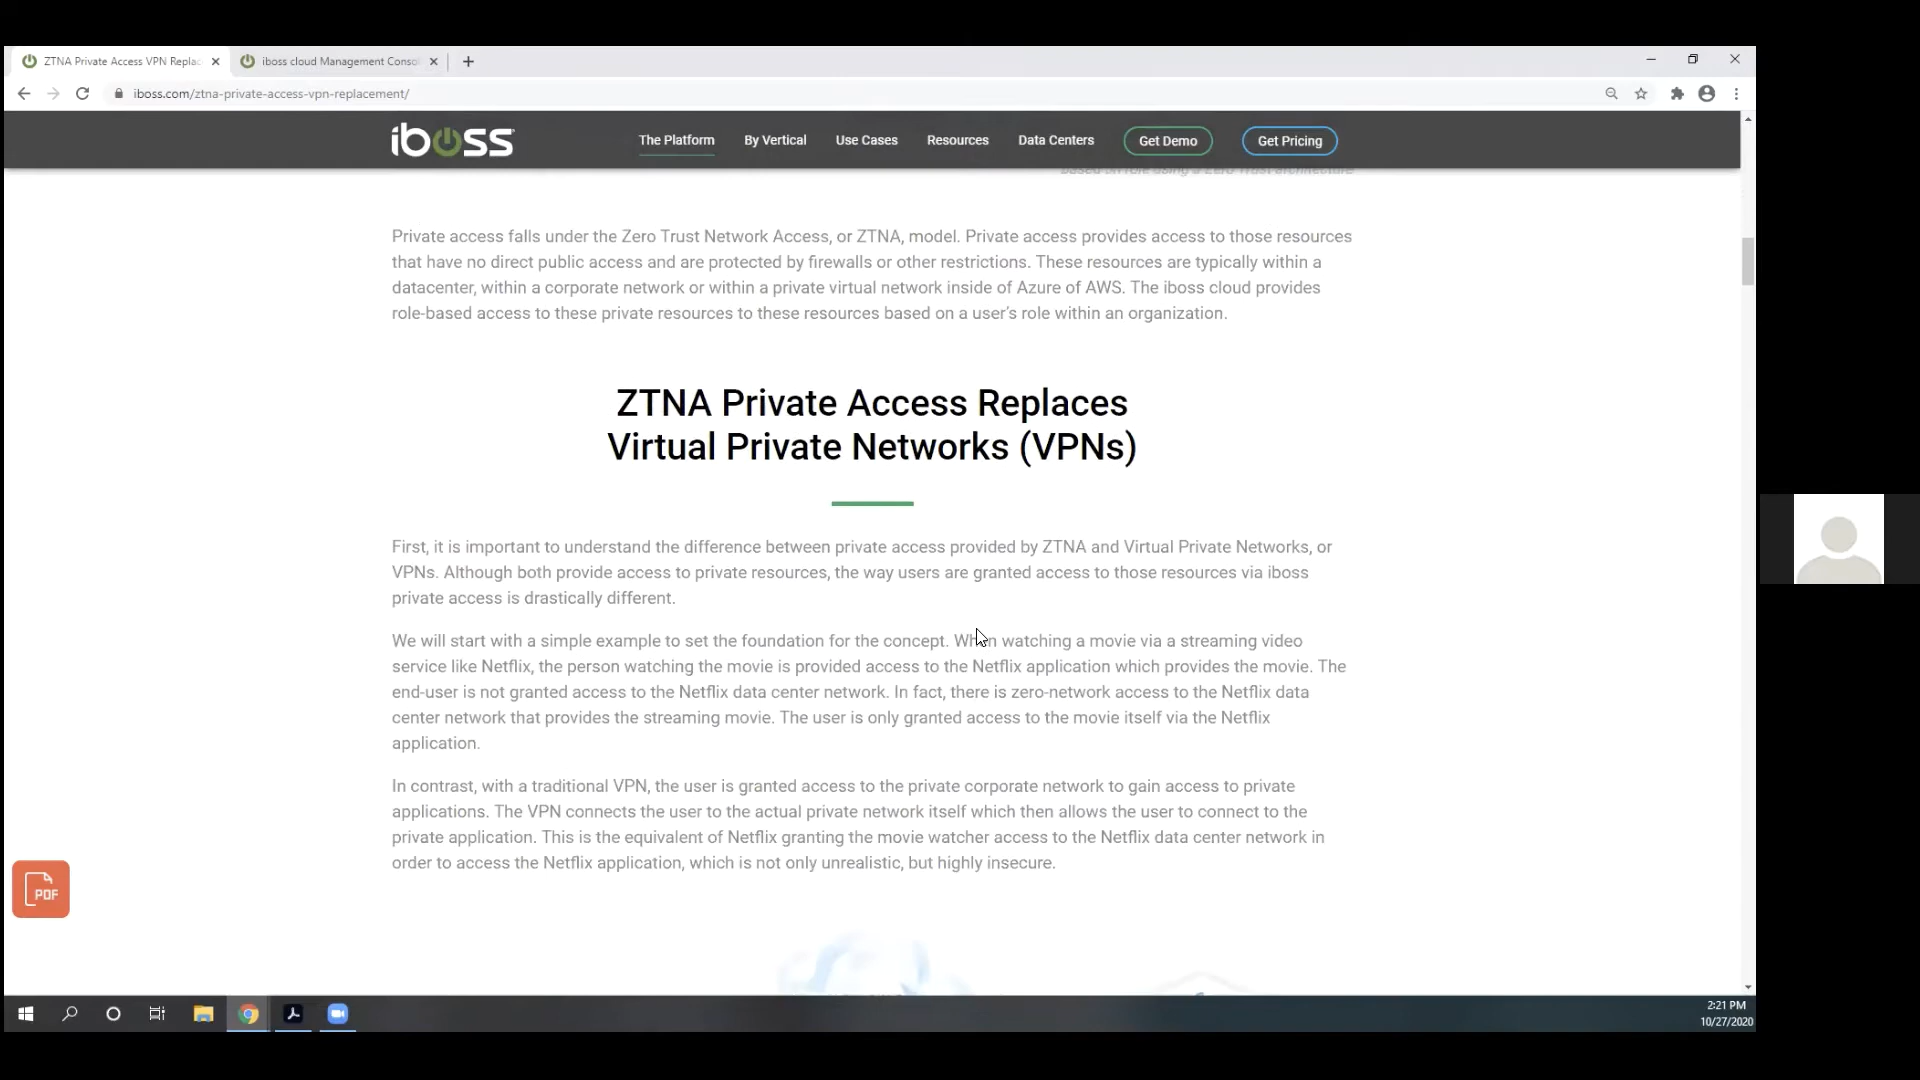 ZTNA Private Access VPN Replac
iboss cloud Management Conso
iboss.com/ztna-private-access-vpn-replacement/
iboss
The Platform
By Vertical
Use Cases
Resources
Data Centers
Get Demo
Get Pricing
based on role using a Zero Trust architecture
Private access falls under the Zero Trust Network Access, or ZTNA, model. Private access provides access to those resources
that have no direct public access and are protected by firewalls or other restrictions. These resources are typically within a
datacenter, within a corporate network or within a private virtual network inside of Azure of AWS. The iboss cloud provides
role-based access to these private resources to these resources based on a user's role within an organization.
ZTNA Private Access Replaces
Virtual Private Networks (VPNs)
First, it is important to understand the difference between private access provided by ZTNA and Virtual Private Networks, or
VPNs. Although both provide access to private resources, the way users are granted access to those resources via iboss
private access is drastically different.
We will start with a simple example to set the foundation for the concept. When watching a movie via a streaming video
service like Netflix, the person watching the movie is provided access to the Netflix application which provides the movie. The
end-user is not granted access to the Netflix data center network. In fact, there is zero-network access to the Netflix data
center network that provides the streaming movie. The user is only granted access to the movie itself via the Netflix
application.
In contrast, with a traditional VPN, the user is granted access to the private corporate network to gain access to private
applications. The VPN connects the user to the actual private network itself which then allows the user to connect to the
private application. This is the equivalent of Netflix granting the movie watcher access to the Netflix data center network in
order to access the Netflix application, which is not only unrealistic, but highly insecure.
PDF
2:21 PM
10/27/2020